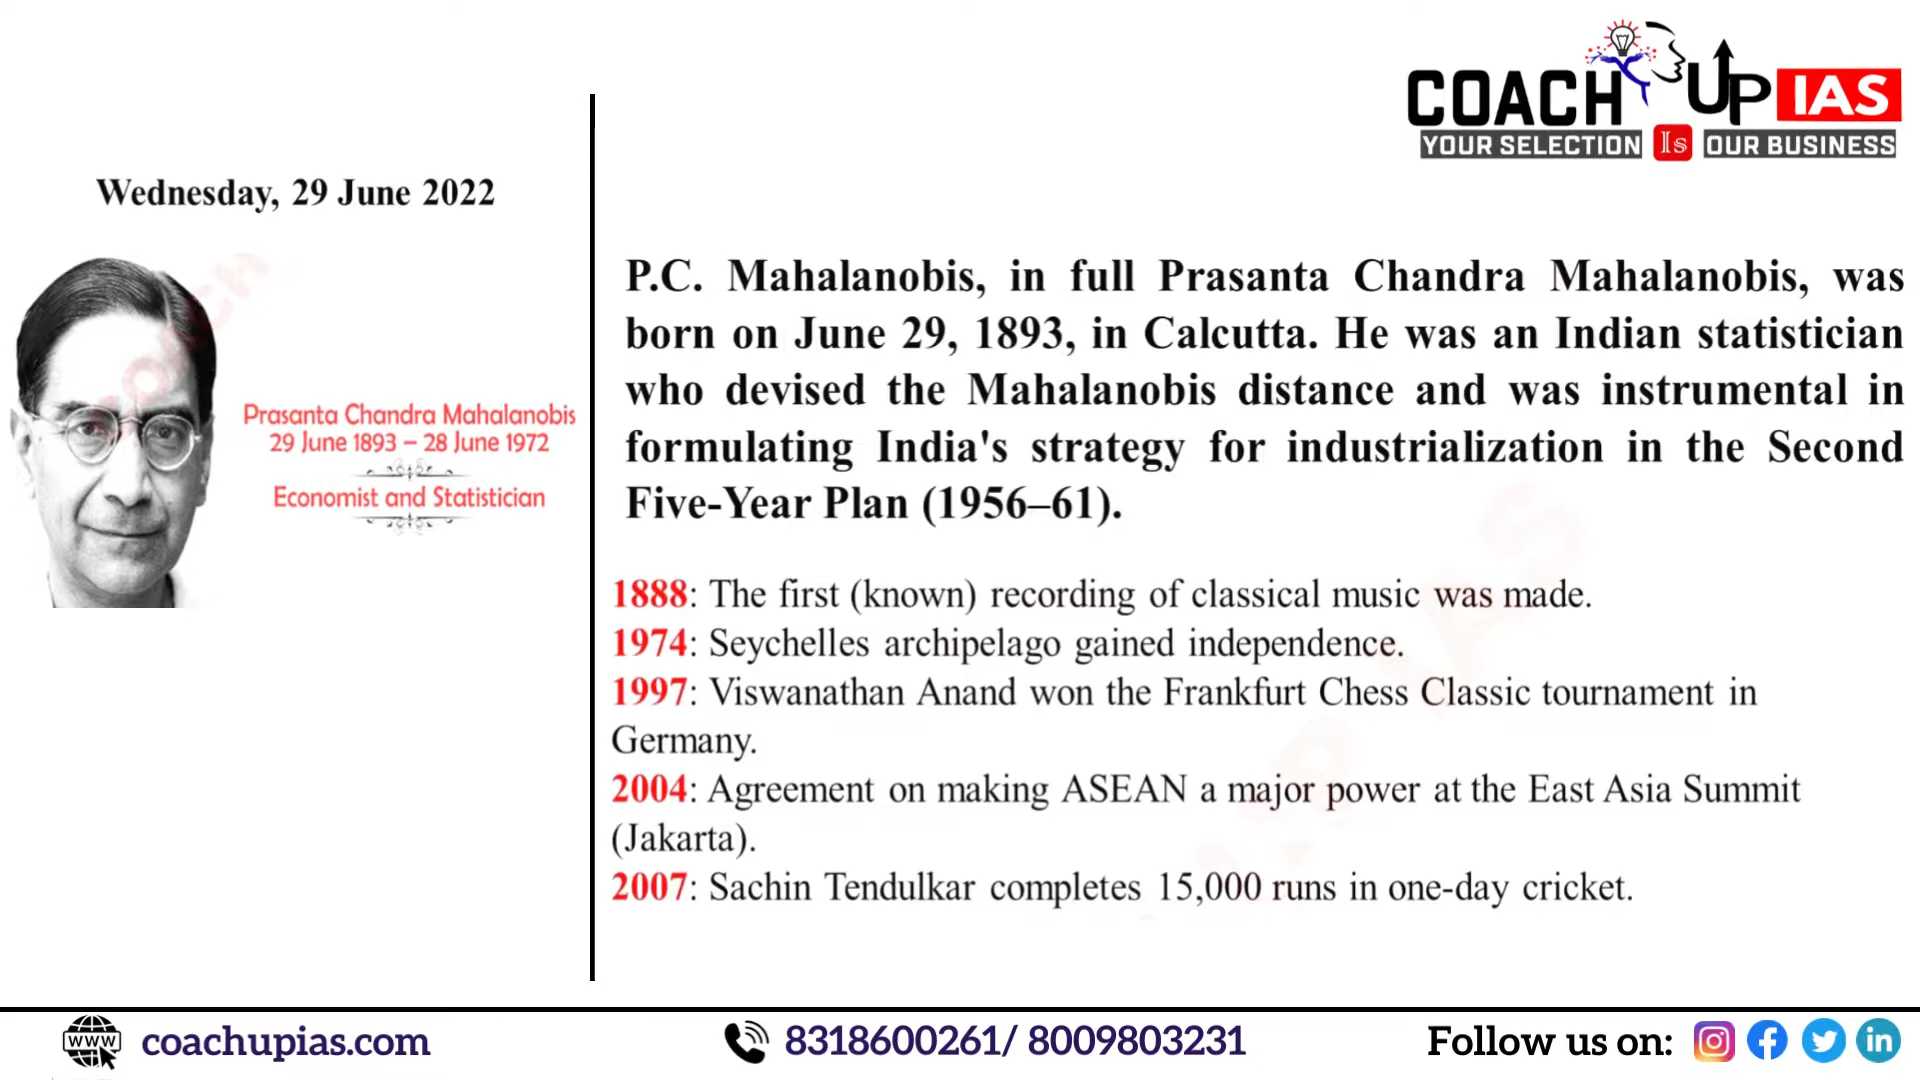 COACH UP IAS
YOUR SELECTION Is OUR BUSINESS
Wednesday, 29 June 2022
Prasanta Chandra Mahalanobis
29 June 1893 – 28 June 1972
Economist and Statistician
P.C. Mahalanobis, in full Prasanta Chandra Mahalanobis, was
born on June 29, 1893, in Calcutta. He was an Indian statistician
who devised the Mahalanobis distance and was instrumental in
formulating India's strategy for industrialization in the Second
Five-Year Plan (1956–61).
1888: The first (known) recording of classical music was made.
1974: Seychelles archipelago gained independence.
1997: Viswanathan Anand won the Frankfurt Chess Classic tournament in
Germany.
2004: Agreement on making ASEAN a major power at the East Asia Summit
(Jakarta).
2007: Sachin Tendulkar completes 15,000 runs in one-day cricket.
www coachupias.com
8318600261/ 8009803231
Follow us on: